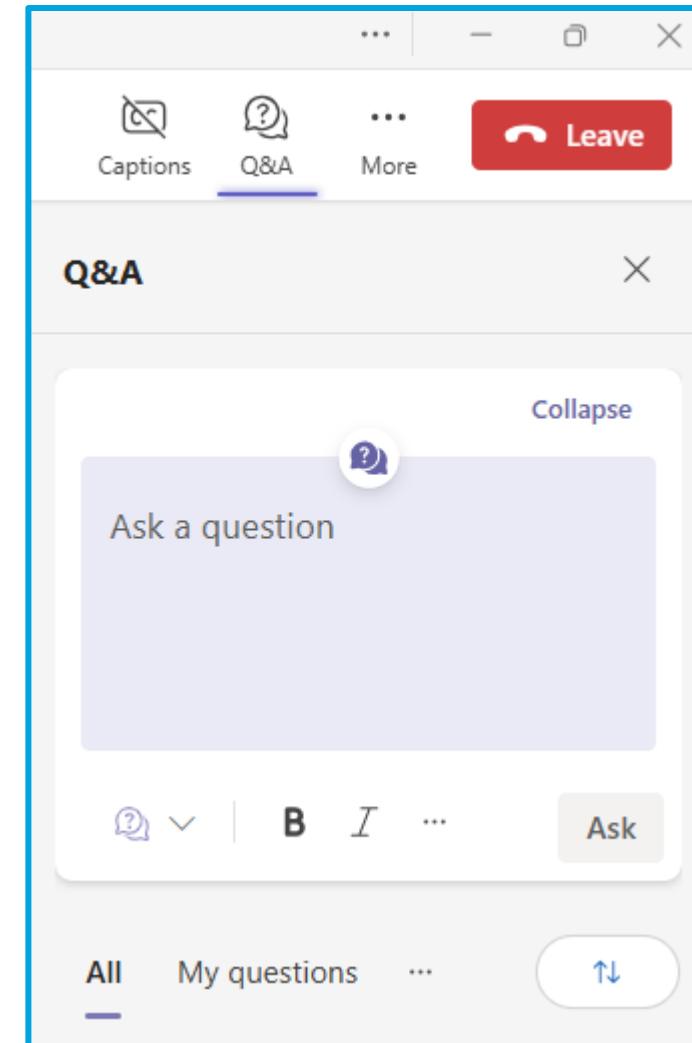 Captions Q&A More Leave
Q&A
Collapse
Ask a question
B I Ask
All My questions